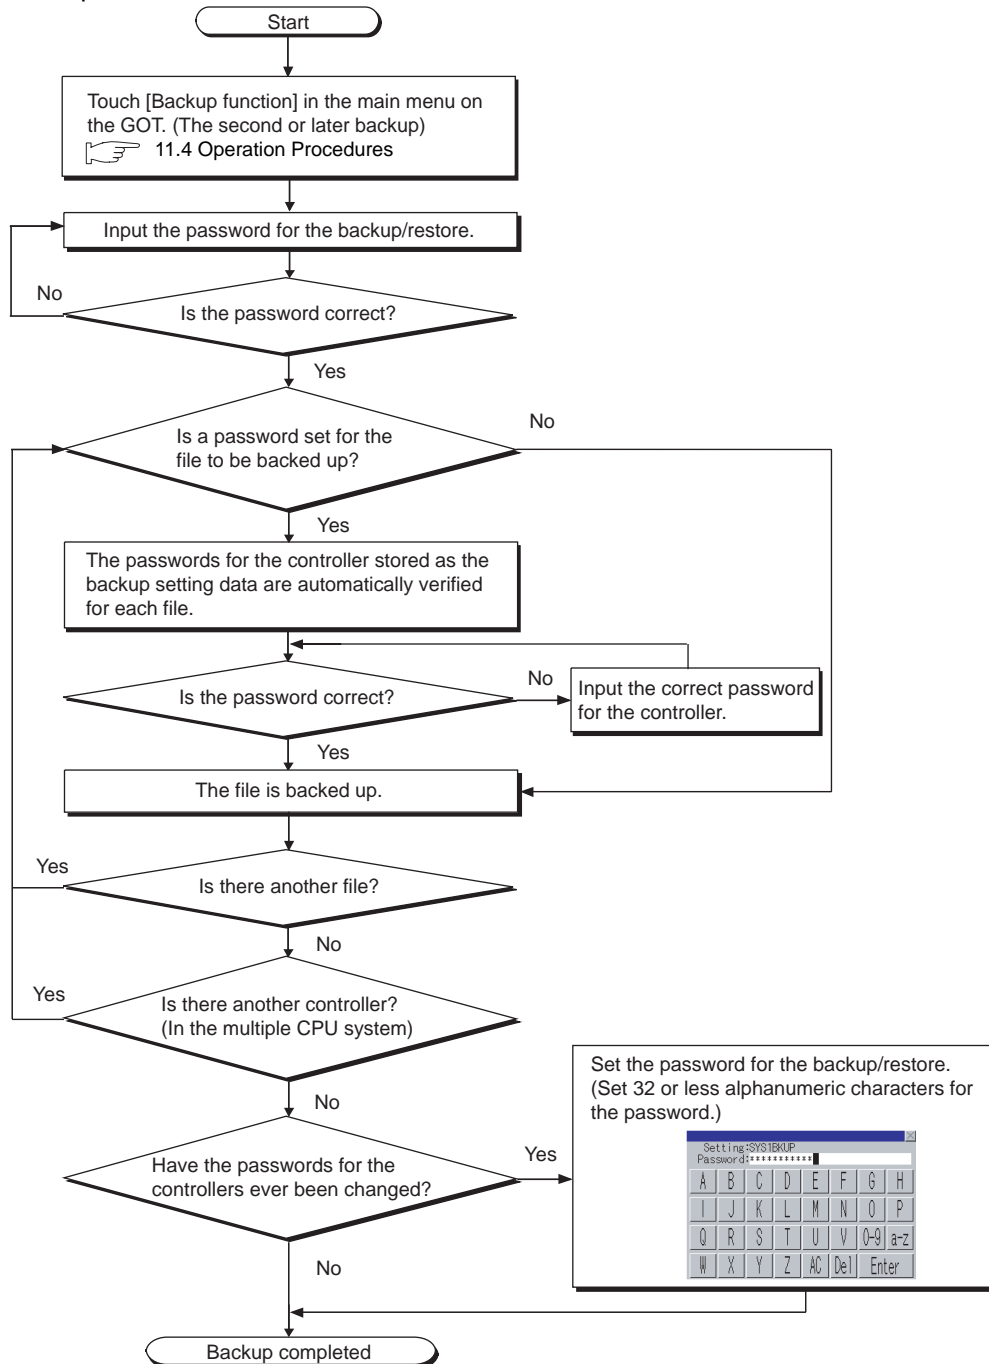 Start
Touch [Backup function] in the main menu on
the GOT. (The second or later backup)
11.4 Operation Procedures
Input the password for the backup/restore.
No
Is the password correct?
Yes
No
Is a password set for the
file to be backed up?
Yes
The passwords for the controller stored as the
backup setting data are automatically verified
for each file.
Is the password correct?
No
Input the correct password
for the controller.
Yes
The file is backed up.
Yes
Is there another file?
No
Yes
Is there another controller?
(In the multiple CPU system)
No
Have the passwords for the
controllers ever been changed?
Yes
Set the password for the backup/restore.
(Set 32 or less alphanumeric characters for
the password.)
Setting:SYS1BKUP
Password:***********
A B C D E F G H
I J K L M N O P
Q R S T U V 0-9 a-z
W X Y Z AC Del Enter
No
Backup completed